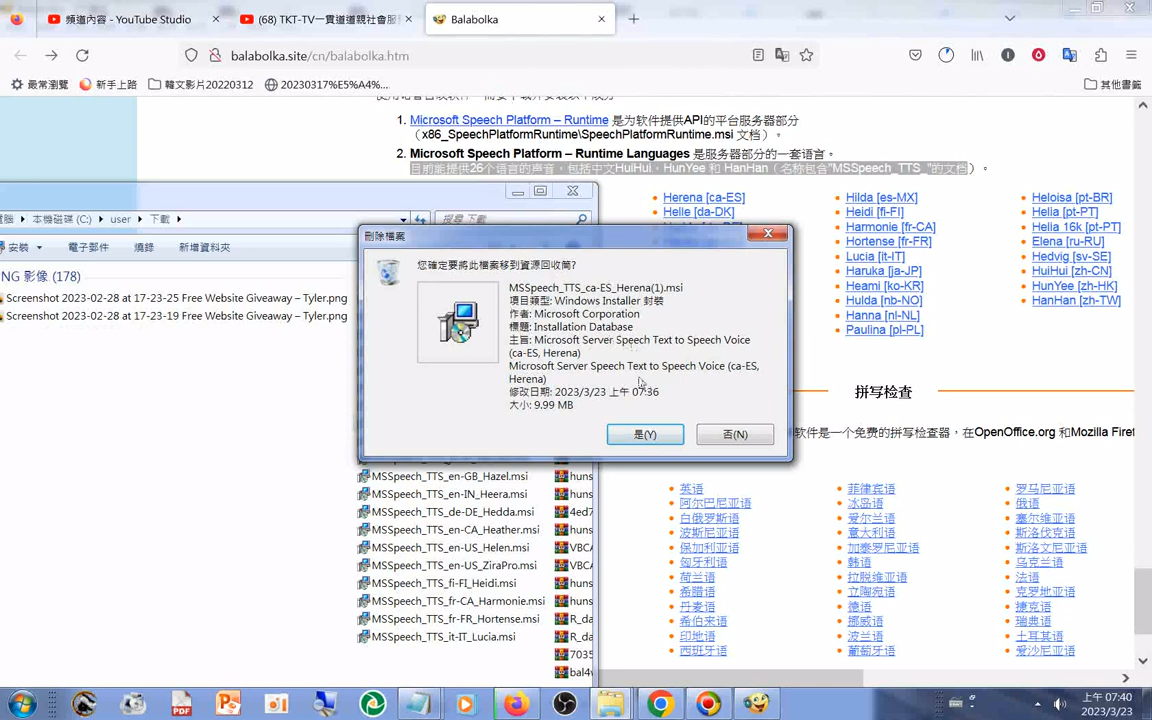 頻道內容 - YouTube Studio
(68) TKT-TV一貫道道親社會服
Balabolka
balabolka.site/cn/balabolka.htm
最常瀏覽
新手上路
韓文影片20220312
20230317%E5%A4%...
其他書籤
1. Microsoft Speech Platform – Runtime 是为软件提供API的平台服务器部分
（x86_SpeechPlatformRuntime\SpeechPlatformRuntime.msi 文档）。
2. Microsoft Speech Platform – Runtime Languages 是服务器部分的一套语言。
目前能提供26个语言的声音，包括中文HuiHui，HunYee 和 HanHan（名称包含"MSSpeech_TTS_"的文档）。
Herena [ca-ES]
Helle [da-DK]
Hilda [es-MX]
Heidi [fi-FI]
Harmonie [fr-CA]
Hortense [fr-FR]
Lucia [it-IT]
Haruka [ja-JP]
Heami [ko-KR]
Hulda [nb-NO]
Hanna [nl-NL]
Paulina [pl-PL]
Heloisa [pt-BR]
Helia [pt-PT]
Helia 16k [pt-PT]
Elena [ru-RU]
Hedvig [sv-SE]
HuiHui [zh-CN]
HunYee [zh-HK]
HanHan [zh-TW]
本機磁碟 (C:)
user
下載
搜尋 下載
安裝
電子郵件
燒錄
新增資料夾
NG 影像 (178)
Screenshot 2023-02-28 at 17-23-25 Free Website Giveaway – Tyler.png
Screenshot 2023-02-28 at 17-23-19 Free Website Giveaway – Tyler.png
刪除檔案
您確定要將此檔案移到資源回收筒?
MSSpeech_TTS_ca-ES_Herena(1).msi
項目類型: Windows Installer 封裝
作者: Microsoft Corporation
標題: Installation Database
主旨: Microsoft Server Speech Text to Speech Voice
(ca-ES, Herena)
Microsoft Server Speech Text to Speech Voice (ca-ES,
Herena)
修改日期: 2023/3/23 上午 07:36
大小: 9.99 MB
是(Y)
否(N)
拼写检查
软件是一个免费的拼写检查器，在OpenOffice.org 和Mozilla Firef
MSSpeech_TTS_en-GB_Hazel.msi
MSSpeech_TTS_en-IN_Heera.msi
MSSpeech_TTS_de-DE_Hedda.msi
MSSpeech_TTS_en-CA_Heather.msi
MSSpeech_TTS_en-US_Helen.msi
MSSpeech_TTS_en-US_ZiraPro.msi
MSSpeech_TTS_fi-FI_Heidi.msi
MSSpeech_TTS_fr-CA_Harmonie.msi
MSSpeech_TTS_fr-FR_Hortense.msi
MSSpeech_TTS_it-IT_Lucia.msi
huns
huns
4ed7
huns
VBCA
VBCA
huns
huns
R_da
R_da
7035
bal4v
英语
阿尔巴尼亚语
白俄罗斯语
波斯尼亚语
保加利亚语
匈牙利语
荷兰语
希腊语
丹麦语
希伯来语
印地语
西班牙语
菲律宾语
冰岛语
爱尔兰语
意大利语
加泰罗尼亚语
韩语
拉脱维亚语
立陶宛语
德语
挪威语
波兰语
葡萄牙语
罗马尼亚语
俄语
塞尔维亚语
斯洛伐克语
斯洛文尼亚语
乌克兰语
法语
克罗地亚语
捷克语
瑞典语
土耳其语
爱沙尼亚语
上午 07:40
2023/3/23